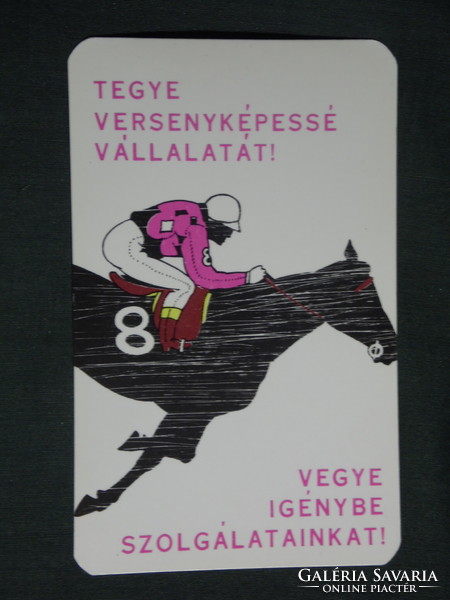 TEGYE
VERSENYKÉPESSÉ
VÁLLALATÁT!
8
8
VEGYE
IGÉNYBE
SZOLGÁLATAINKAT!
GALÉRIA SAVARIA
ONLINE PIACTÉR